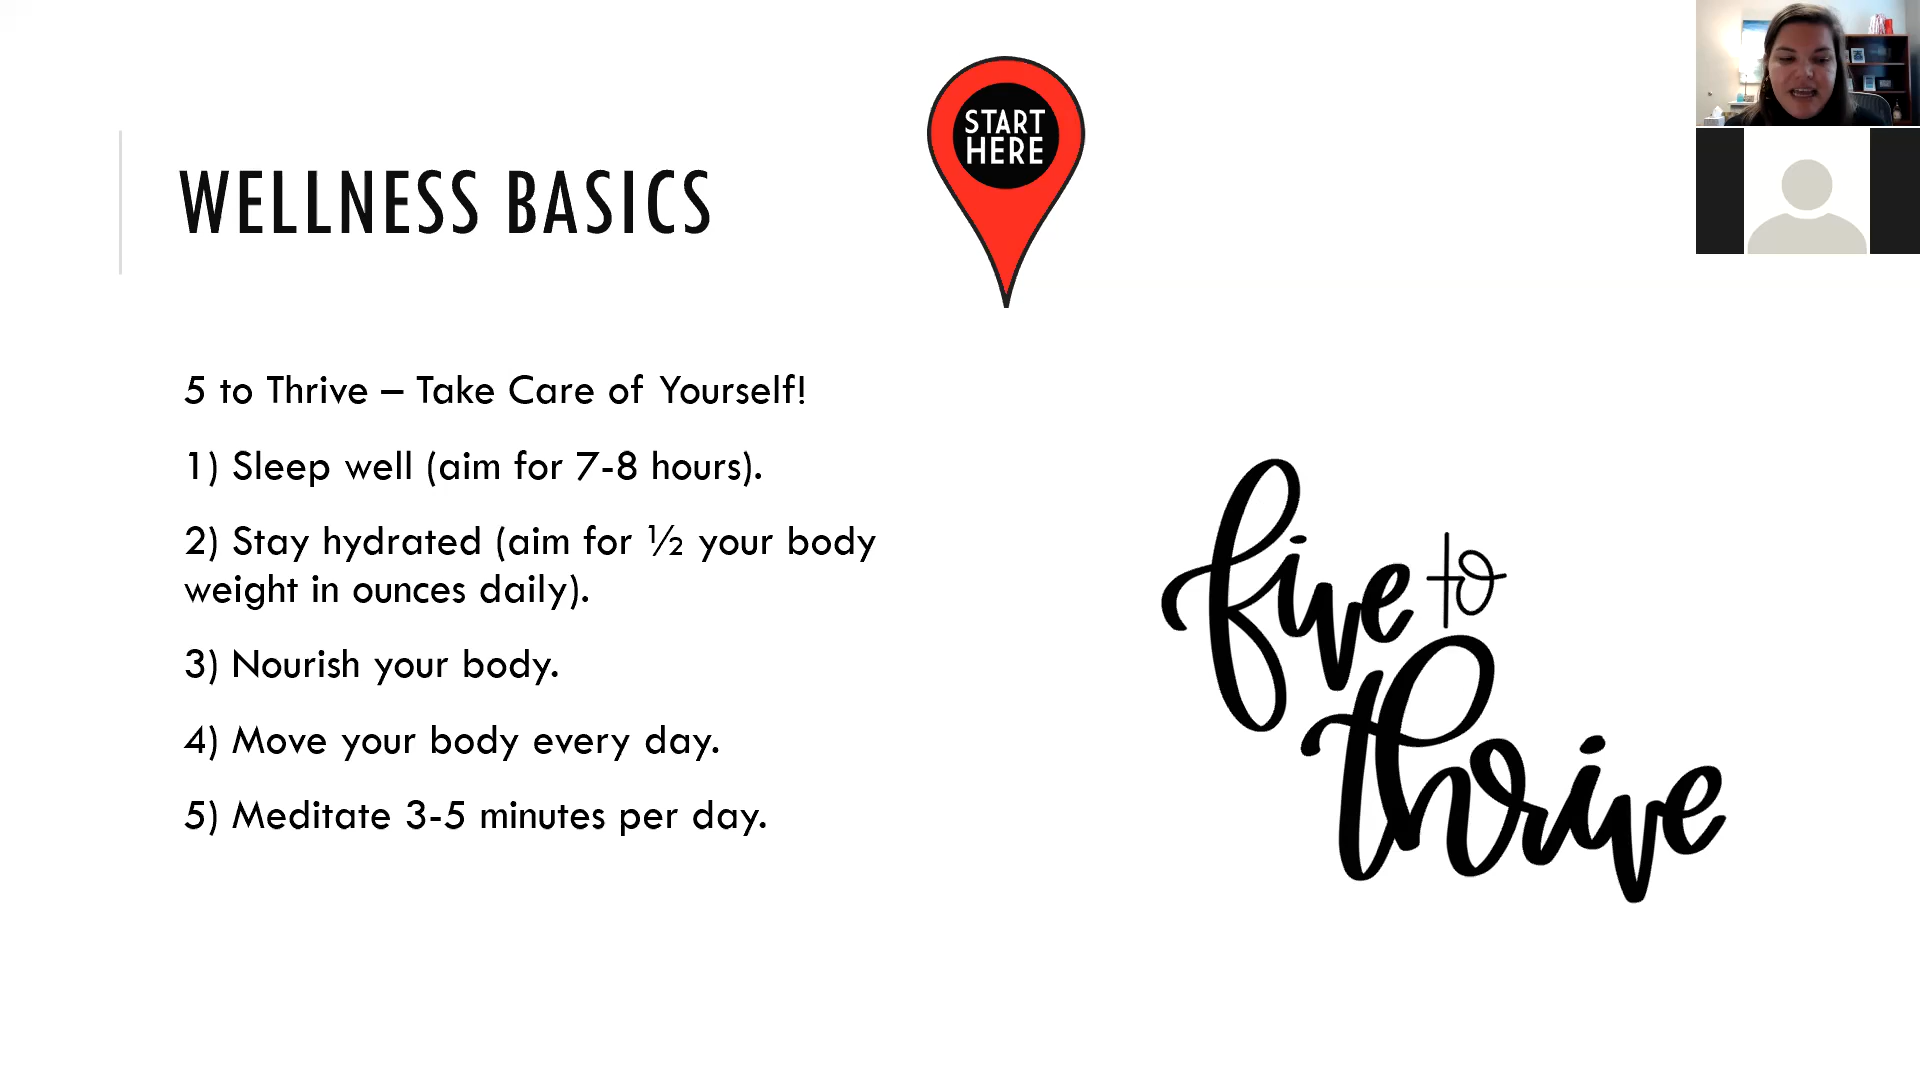 START
HERE
WELLNESS BASICS
5 to Thrive – Take Care of Yourself!
1) Sleep well (aim for 7-8 hours).
2) Stay hydrated (aim for ½ your body
weight in ounces daily).
3) Nourish your body.
4) Move your body every day.
5) Meditate 3-5 minutes per day.
five to
thrive